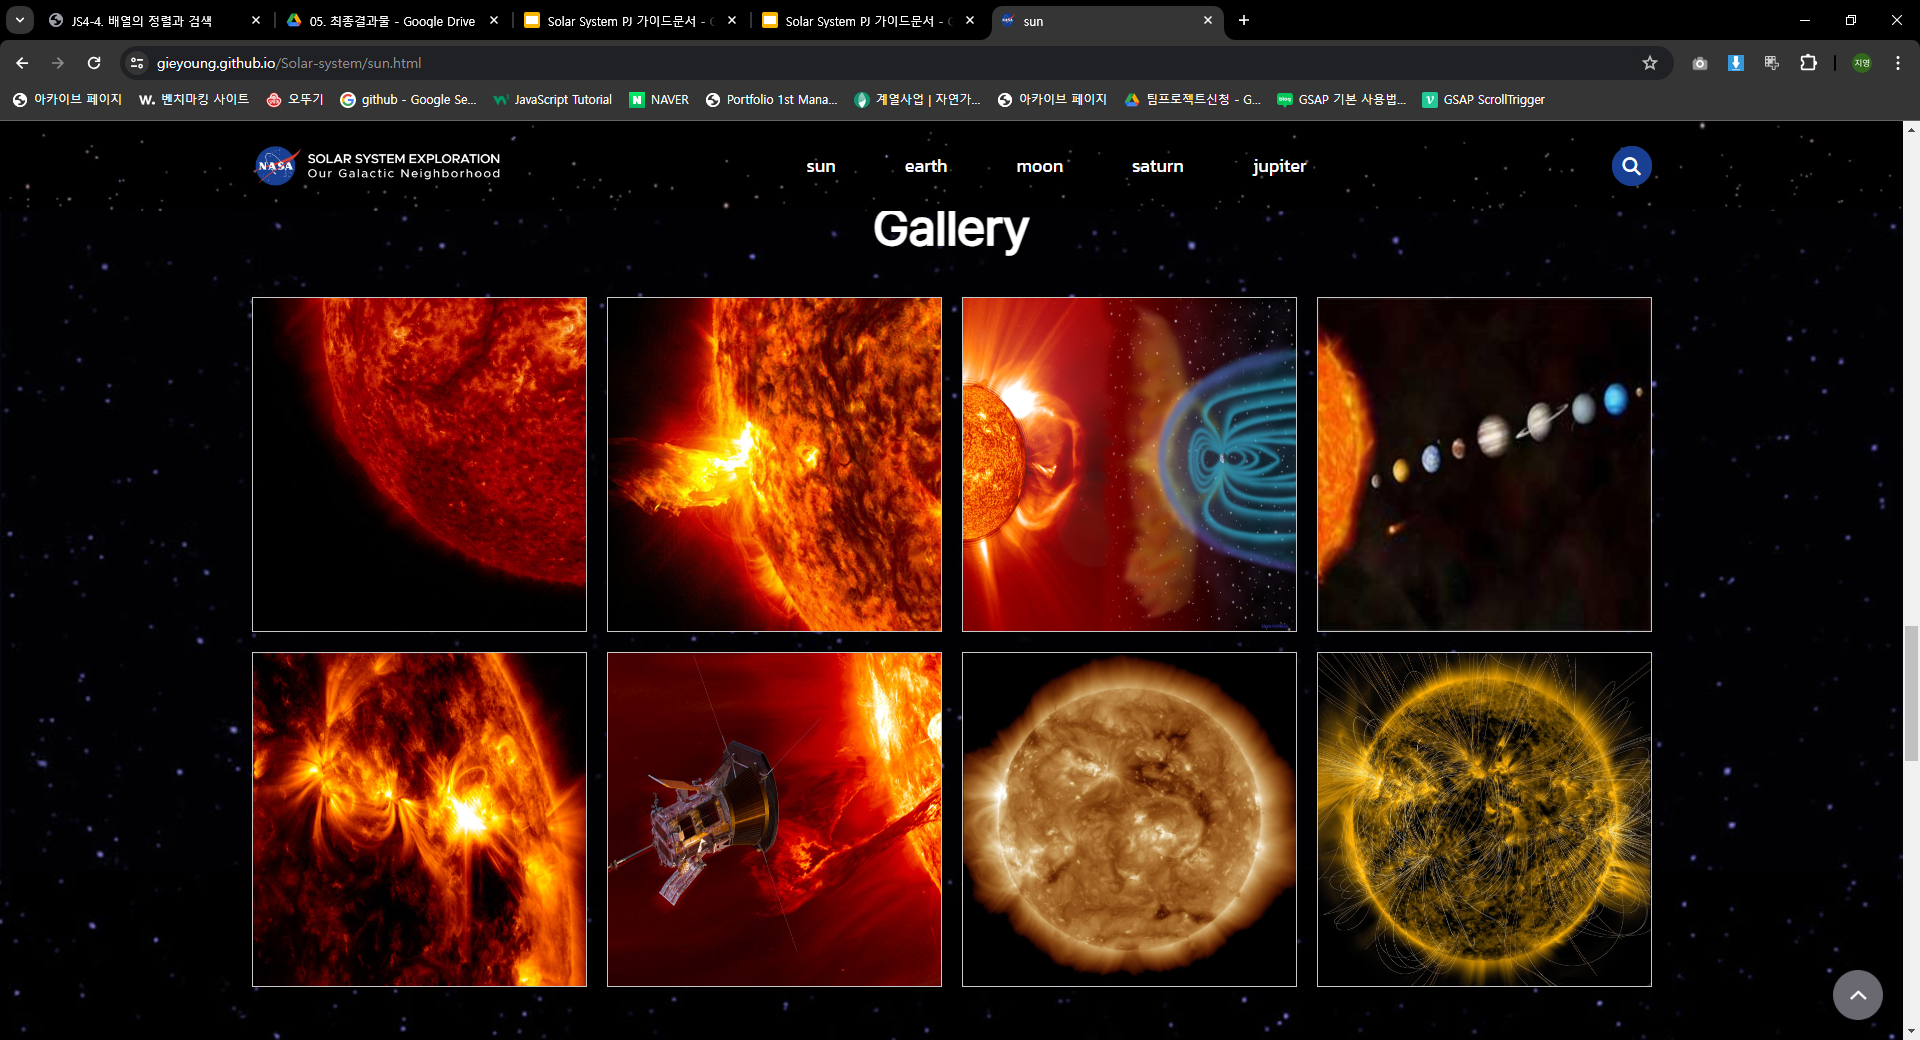 JS4-4. 배열의 정렬과 검색
05. 최종결과물 - Google Drive
Solar System PJ 가이드문서 -
Solar System PJ 가이드문서 -
sun
gieyoung.github.io/Solar-system/sun.html
지영
아카이브 페이지
벤치마킹 사이트
오뚜기
github - Google Se...
JavaScript Tutorial
NAVER
Portfolio 1st Mana...
계열사업 | 자연가...
아카이브 페이지
팀프로젝트신청 - G...
GSAP 기본 사용법...
GSAP ScrollTrigger
NASA
SOLAR SYSTEM EXPLORATION
Our Galactic Neighborhood
sun
earth
moon
saturn
jupiter
Gallery